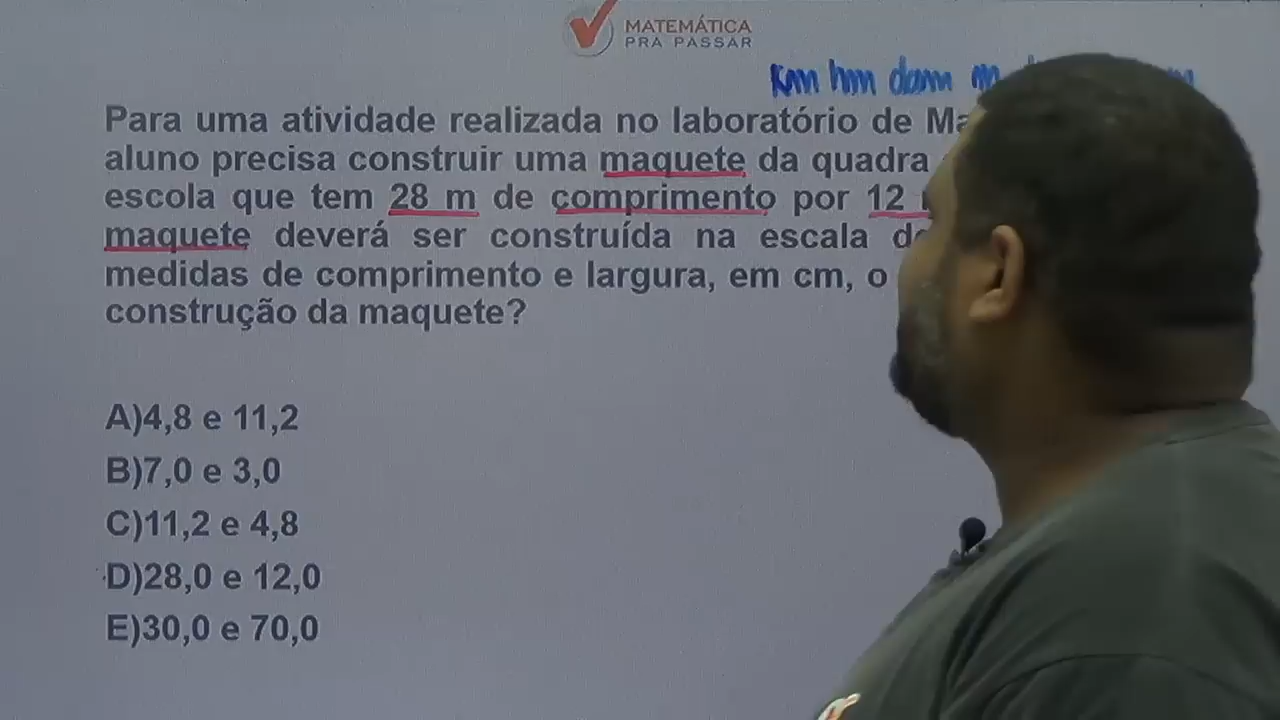 MATEMÁTICA
PRA PASSAR
Km hm dam m
Para uma atividade realizada no laboratório de
aluno precisa construir uma maquete da quadra
escola que tem 28 m de comprimento por 12
maquete deverá ser construída na escala
medidas de comprimento e largura, em cm, o
construção da maquete?
A)4,8 e 11,2
B)7,0 e 3,0
C)11,2 e 4,8
D)28,0 e 12,0
E)30,0 e 70,0